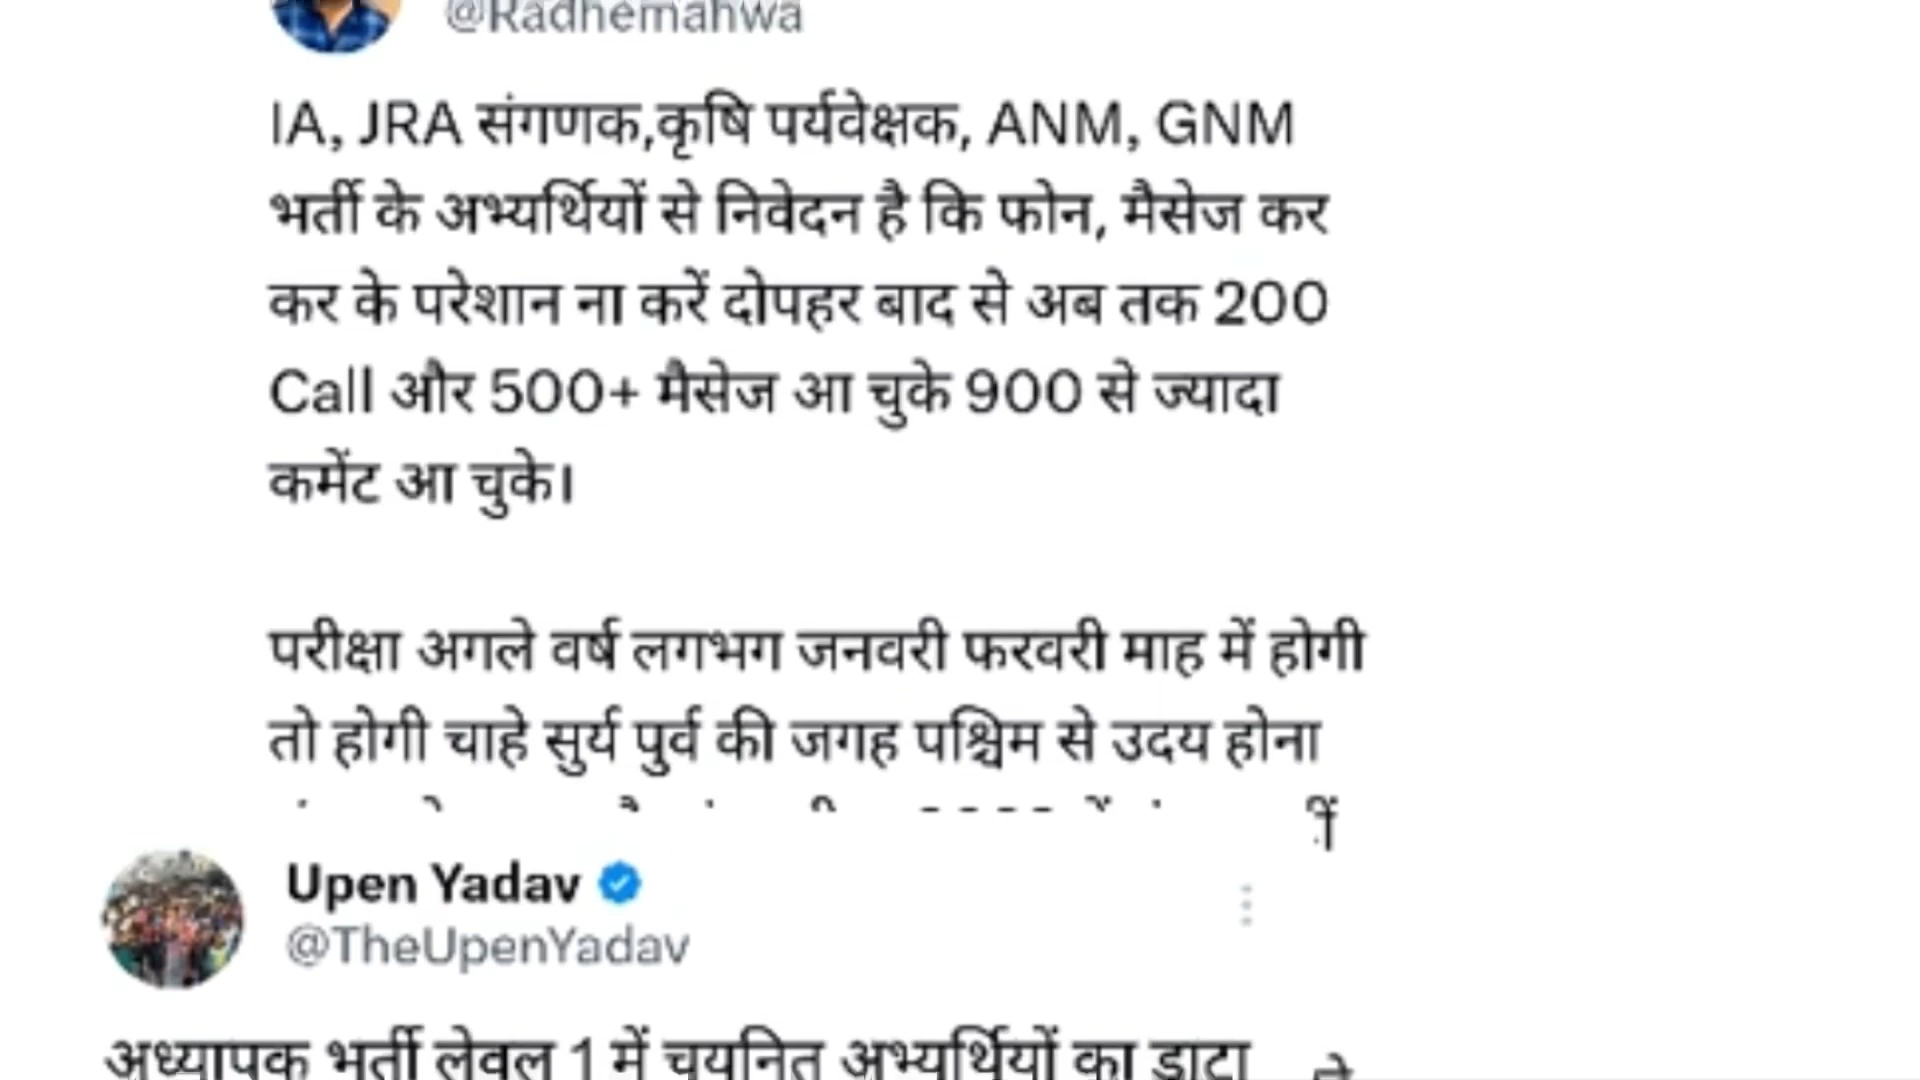 @Radhemahwa
IA, JRA संगणक,कृषि पर्यवेक्षक, ANM, GNM
भर्ती के अभ्यर्थियों से निवेदन है कि फोन, मैसेज कर
कर के परेशान ना करें दोपहर बाद से अब तक 200
Call और 500+ मैसेज आ चुके 900 से ज्यादा
कमेंट आ चुके।
परीक्षा अगले वर्ष लगभग जनवरी फरवरी माह में होगी
तो होगी चाहे सुर्य पुर्व की जगह पश्चिम से उदय होना
Upen Yadav
@TheUpenYadav
अध्यापक भर्ती लेवल 1 में चयनित अभ्यर्थियों का डाटा